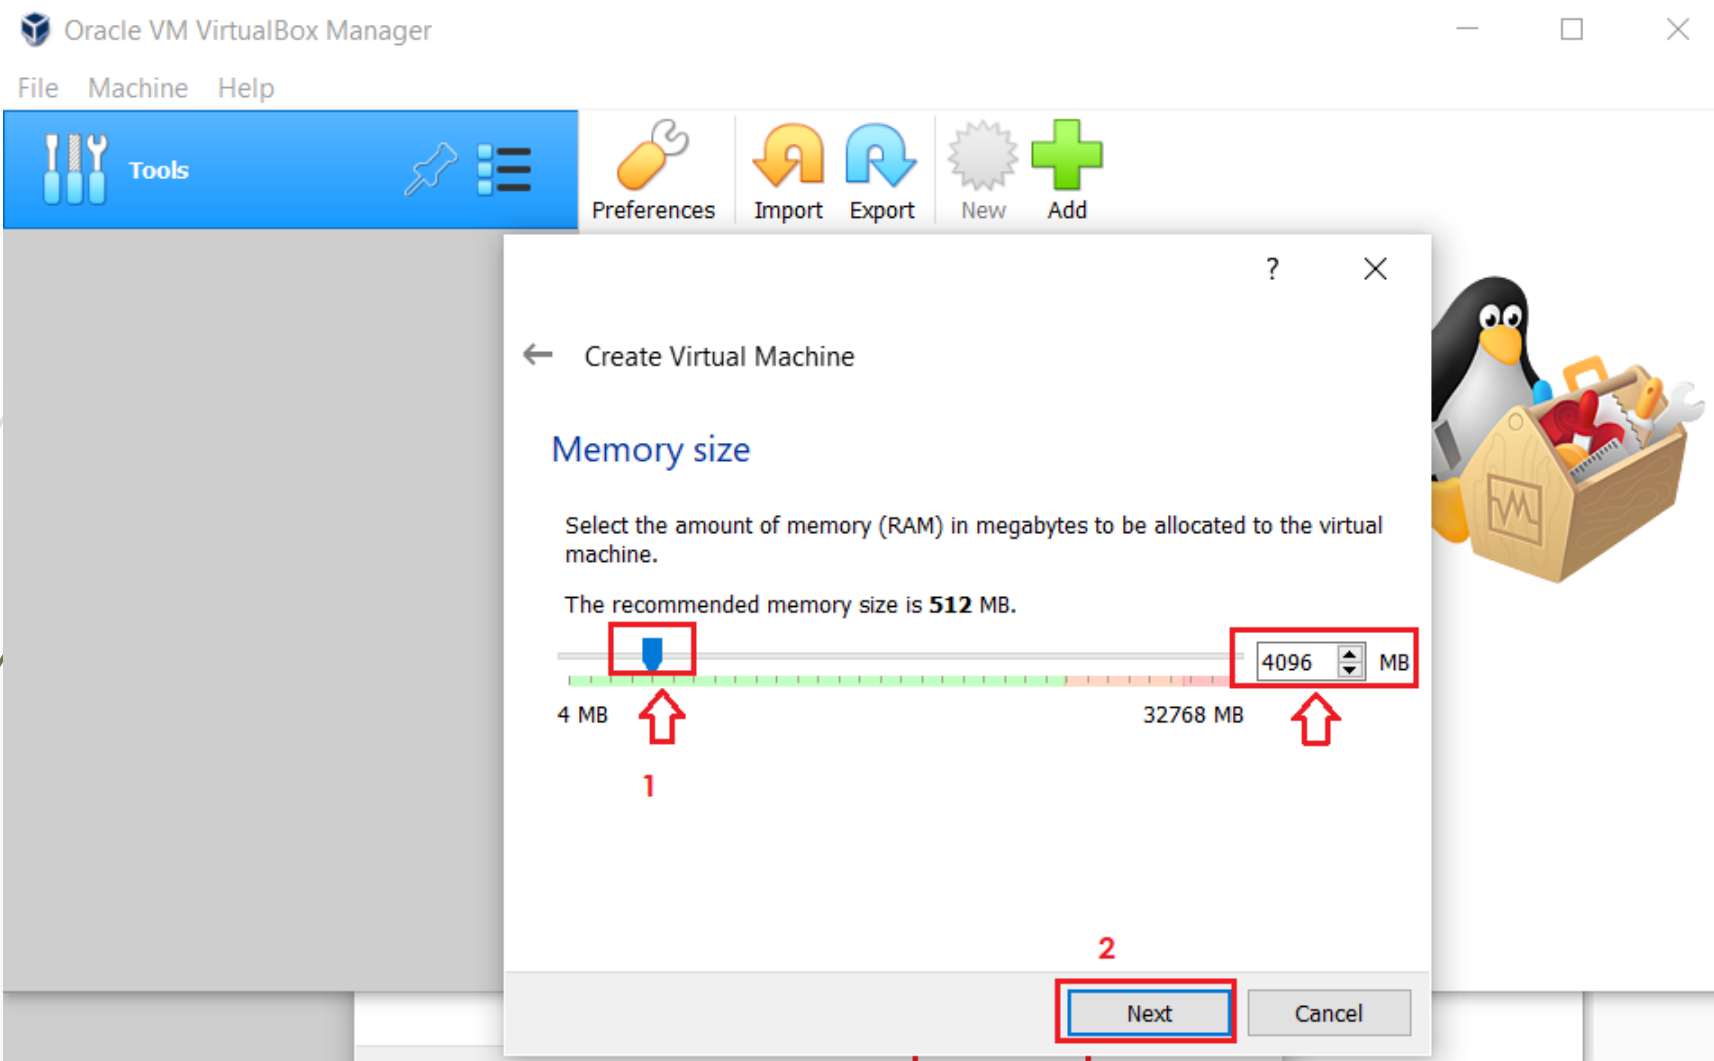 Oracle VM VirtualBox Manager
File Machine Help
Tools
Preferences Import Export New Add
?
Create Virtual Machine
Memory size
Select the amount of memory (RAM) in megabytes to be allocated to the virtual
machine.
The recommended memory size is 512 MB.
4096 MB
4 MB 32768 MB
1
2
Next Cancel